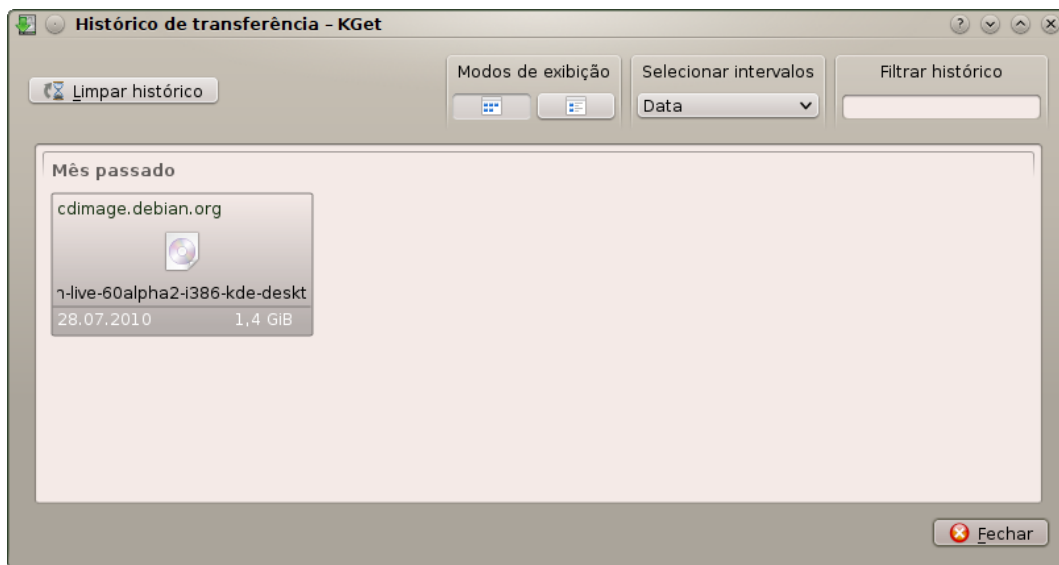 Histórico de transferência – KGet
Limpar histórico
Modos de exibição
Selecionar intervalos
Data
Filtrar histórico
Mês passado
cdimage.debian.org
n-live-60alpha2-i386-kde-deskt
28.07.2010 1,4 GiB
Fechar